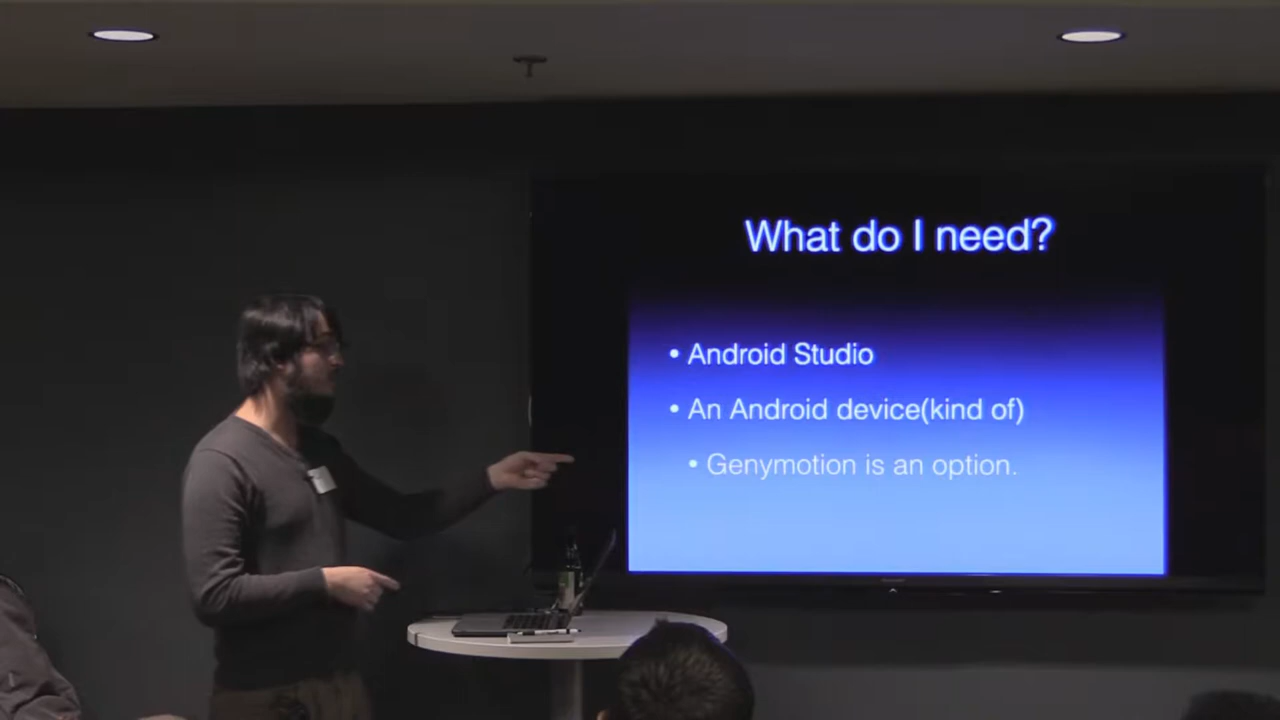 What do I need?
• Android Studio
• An Android device(kind of)
• Genymotion is an option.